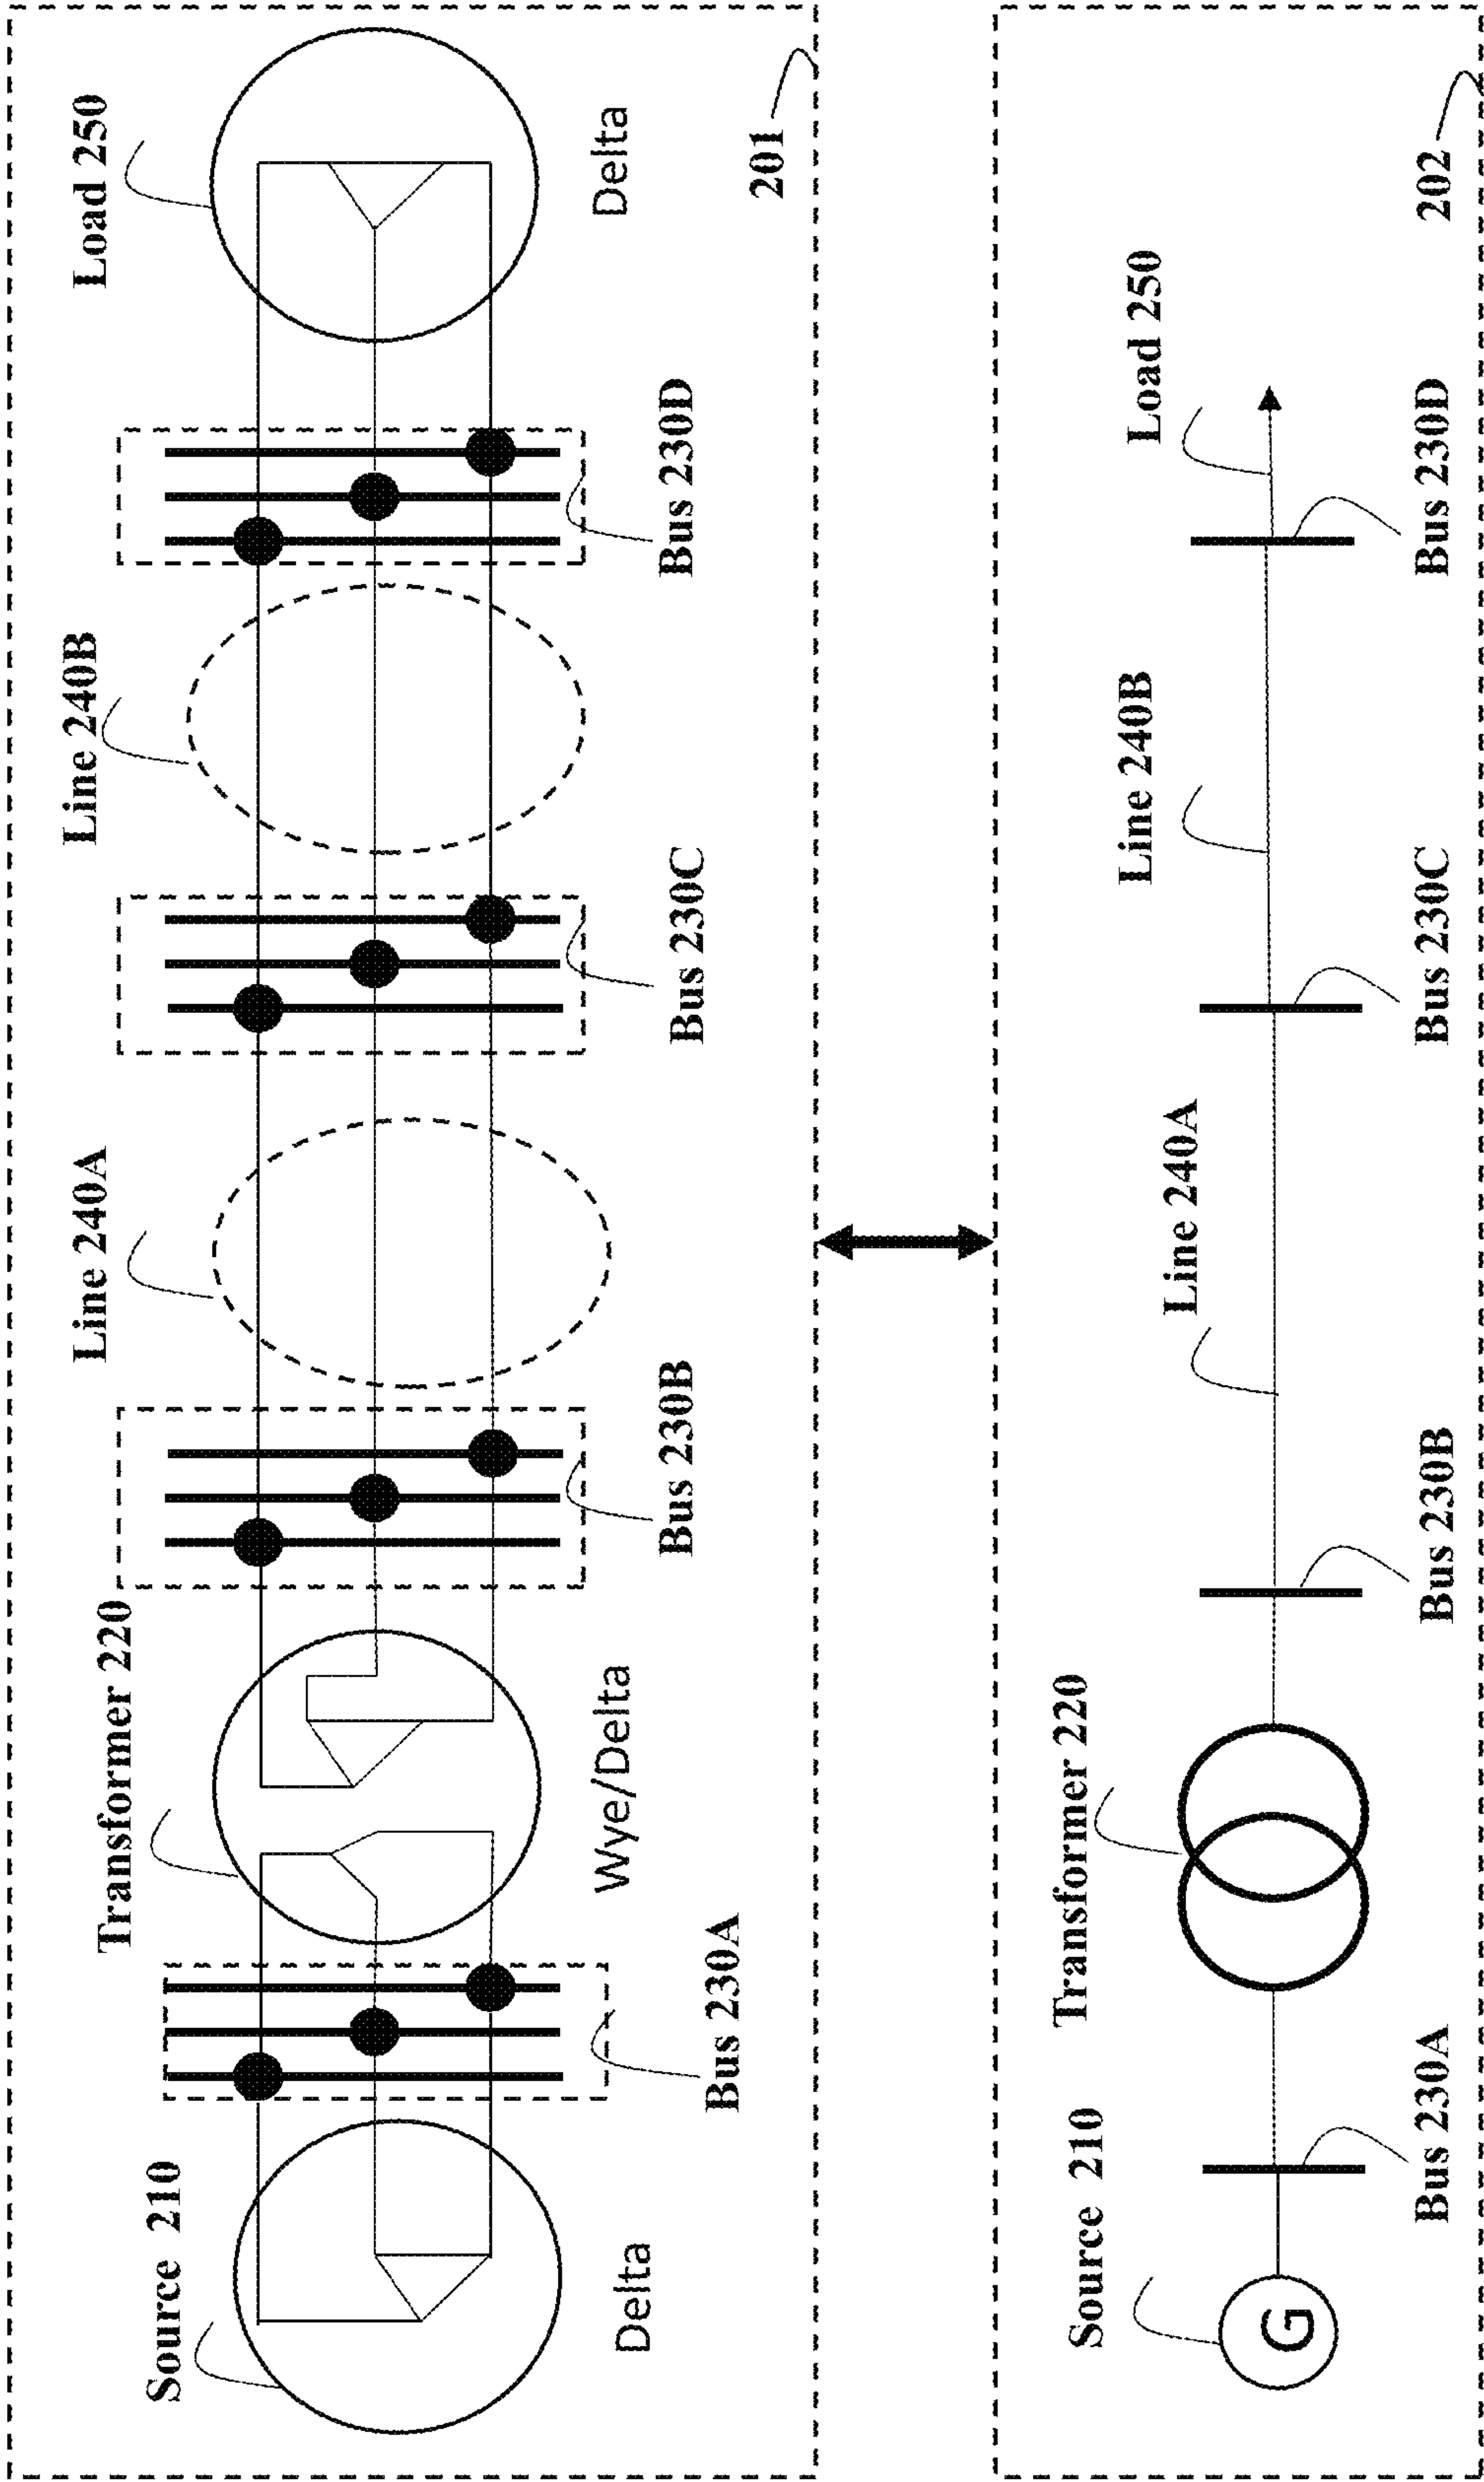 Source 210
Transformer 220
Line 240A
Line 240B
Load 250
Delta
Wye/Delta
Delta
Bus 230A
Bus 230B
Bus 230C
Bus 230D
201
Source 210
Transformer 220
Line 240A
Line 240B
Load 250
G
Bus 230A
Bus 230B
Bus 230C
Bus 230D
202